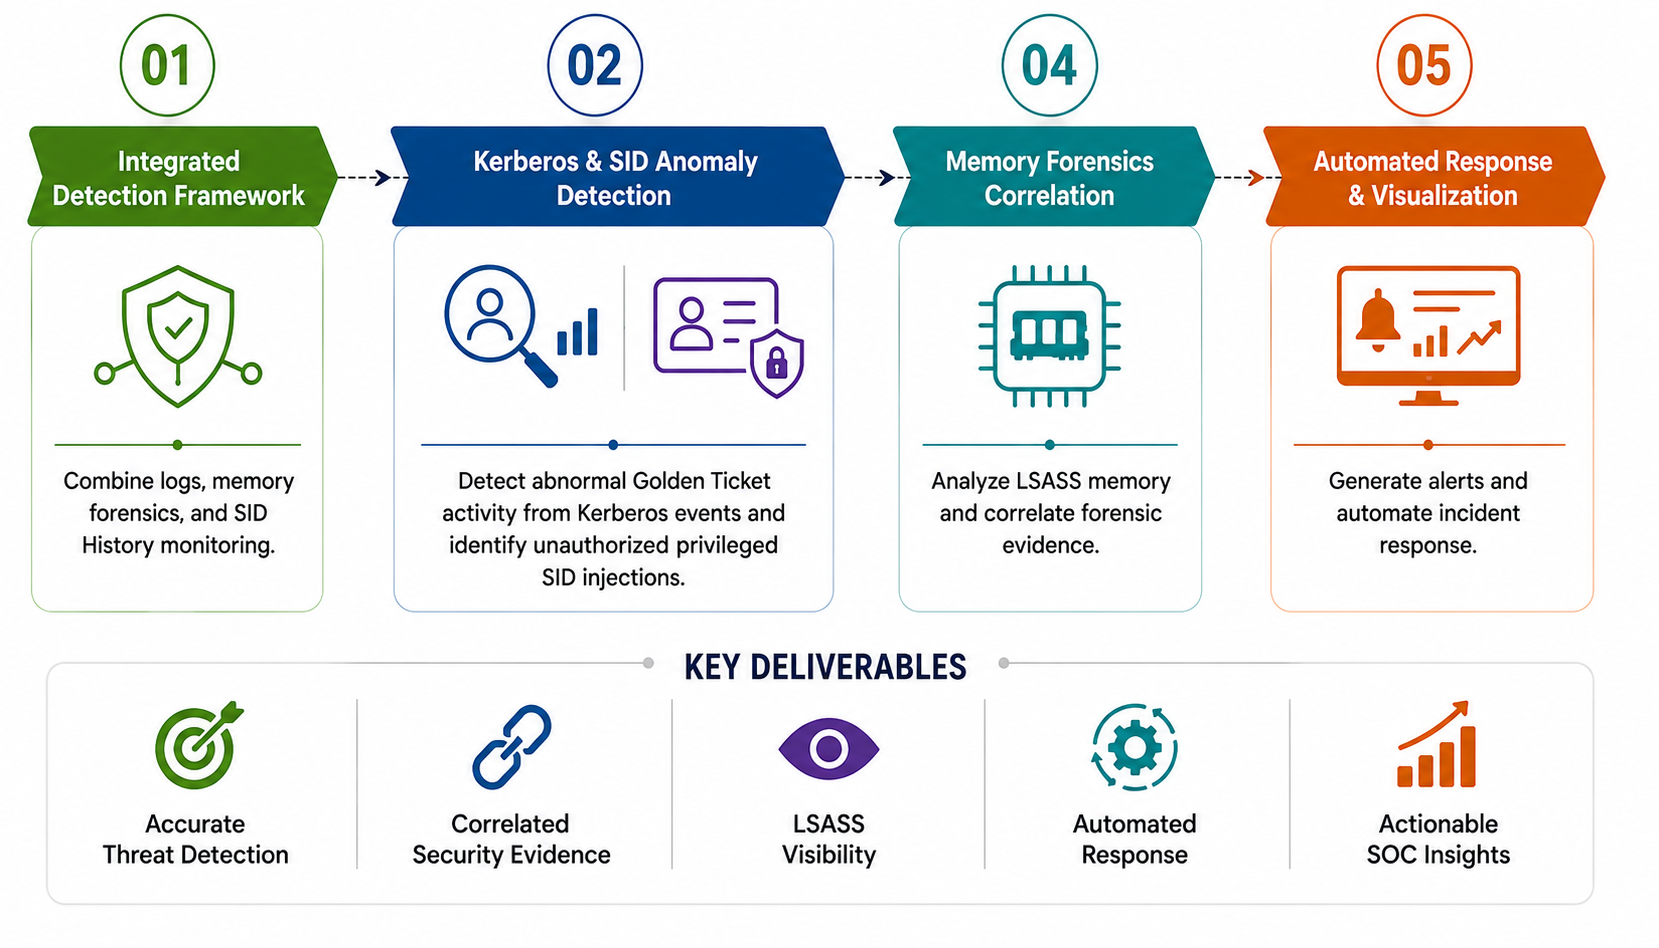 01
Integrated
Detection Framework
Combine logs, memory
forensics, and SID
History monitoring.
02
Kerberos & SID Anomaly
Detection
Detect abnormal Golden Ticket
activity from Kerberos events and
identify unauthorized privileged
SID injections.
04
Memory Forensics
Correlation
Analyze LSASS memory
and correlate forensic
evidence.
05
Automated Response
& Visualization
Generate alerts and
automate incident
response.
KEY DELIVERABLES
Accurate
Threat Detection
Correlated
Security Evidence
LSASS
Visibility
Automated
Response
Actionable
SOC Insights